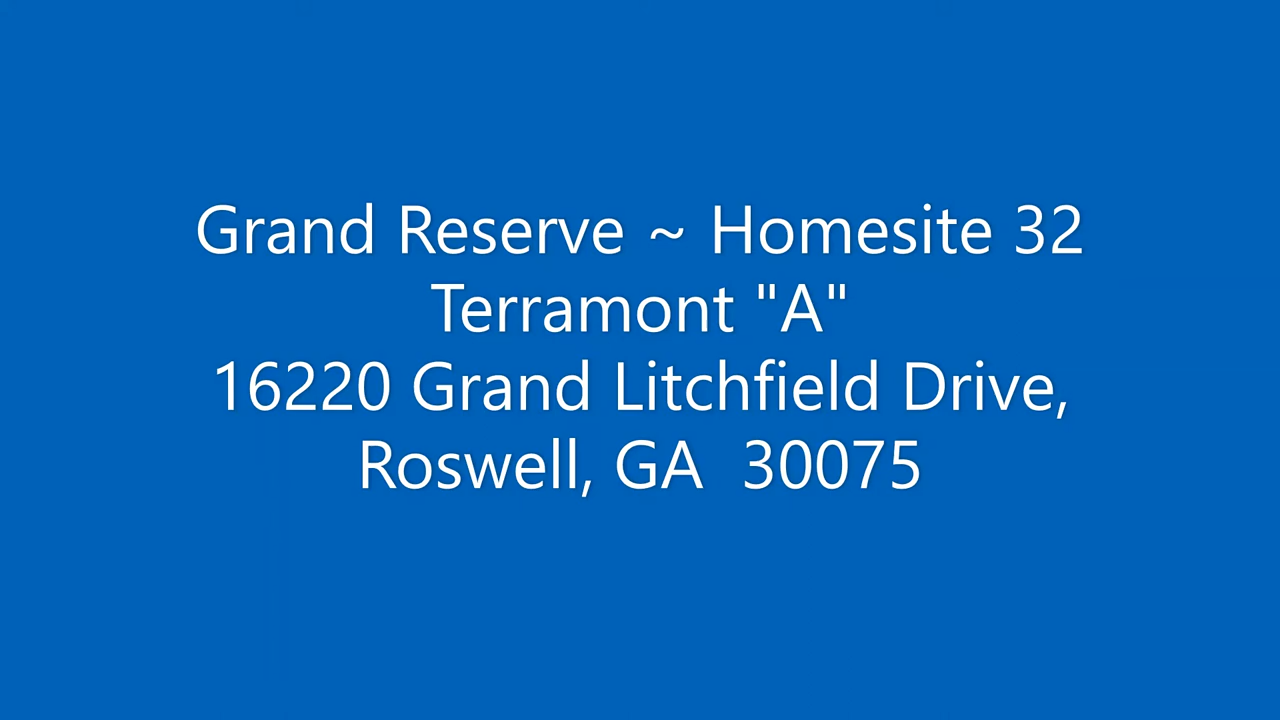 Grand Reserve ~ Homesite 32
Terramont "A"
16220 Grand Litchfield Drive,
Roswell, GA  30075